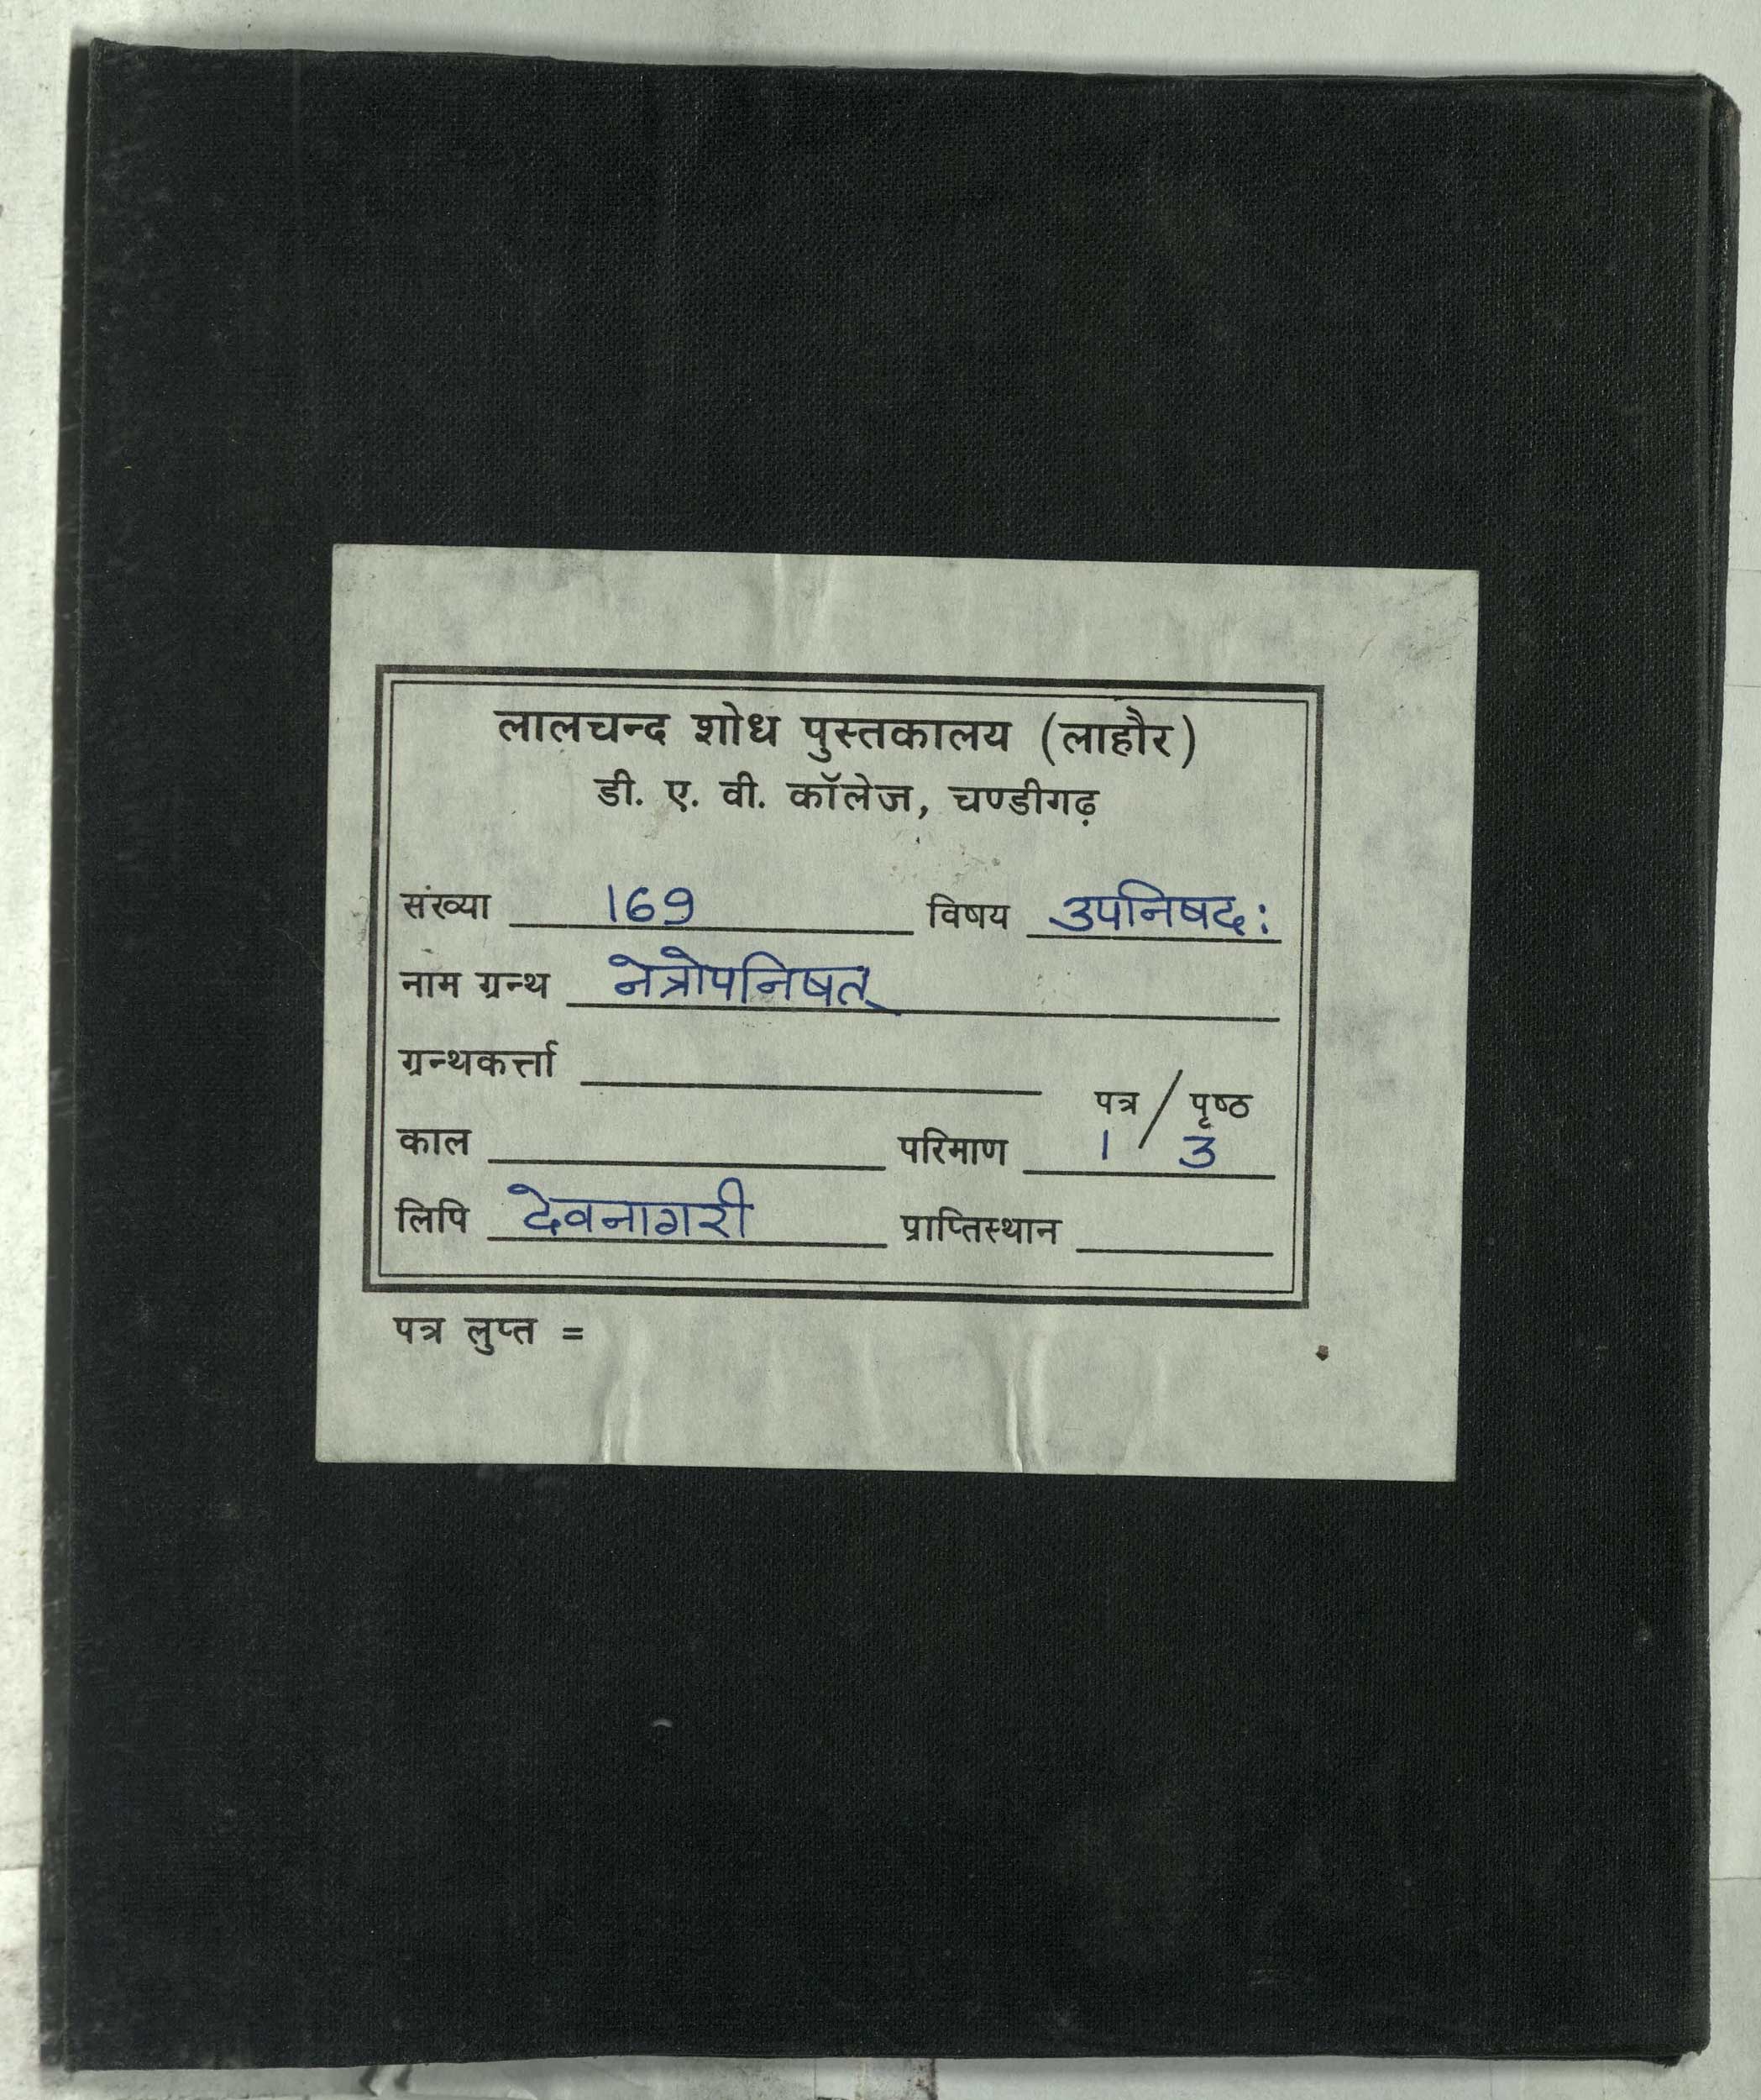 लालचन्द शोध पुस्तकालय (लाहौर)
डी. ए. वी. कॉलेज, चण्डीगढ़
संख्या 169 विषय उपनिषद:
नाम ग्रन्थ नेत्रोपनिषत्
ग्रन्थकर्त्ता
पत्र / पृष्ठ
काल परिमाण 1 / 3
लिपि देवनागरी प्राप्तिस्थान
पत्र लुप्त =